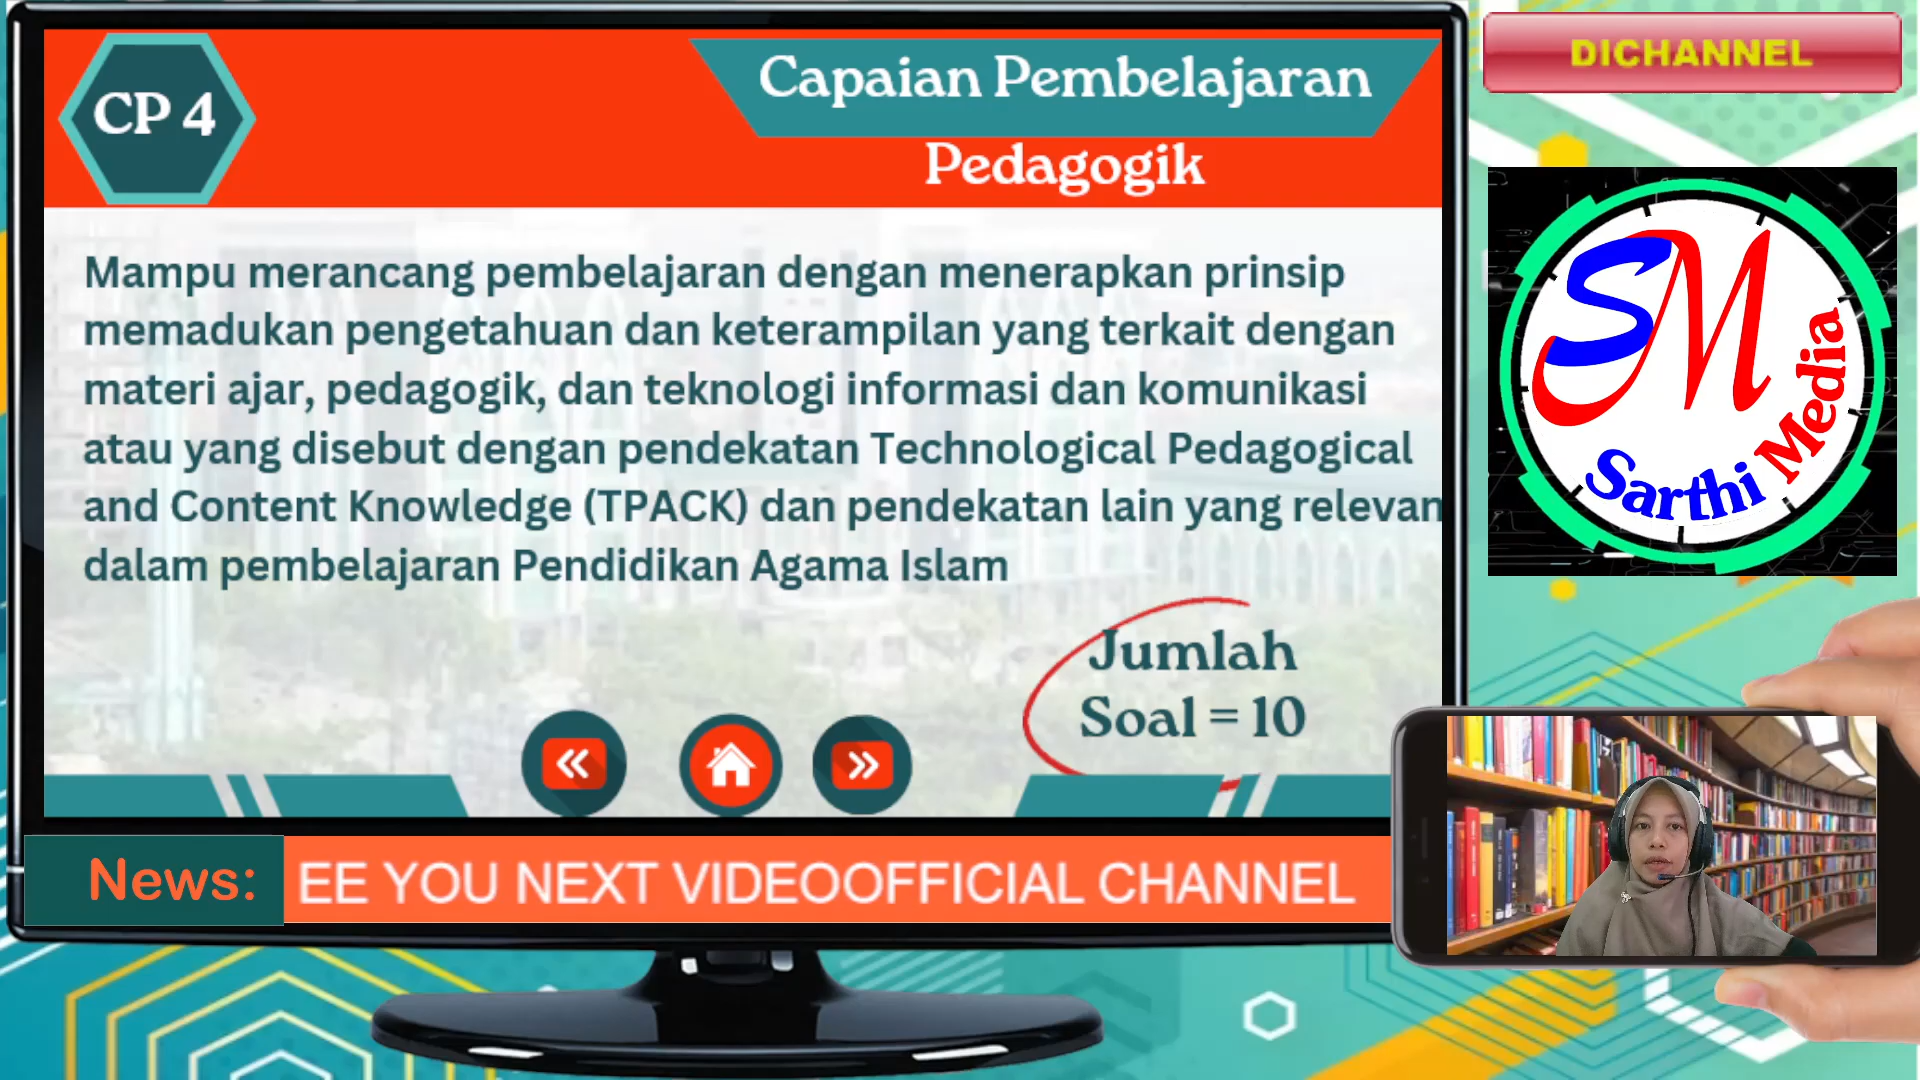 CP 4
Capaian Pembelajaran
Pedagogik
Mampu merancang pembelajaran dengan menerapkan prinsip
memadukan pengetahuan dan keterampilan yang terkait dengan
materi ajar, pedagogik, dan teknologi informasi dan komunikasi
atau yang disebut dengan pendekatan Technological Pedagogical
and Content Knowledge (TPACK) dan pendekatan lain yang relevan
dalam pembelajaran Pendidikan Agama Islam
Jumlah
Soal = 10
News:
EE YOU NEXT VIDEOOFFICIAL CHANNEL
DICHANNEL
SM
Sarthi Media